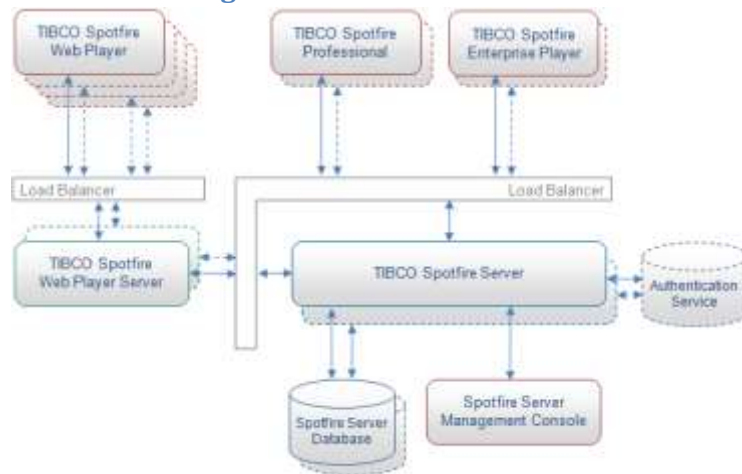 TIBCO Spotfire
Web Player
TIBCO Spotfire
Professional
TIBCO Spotfire
Enterprise Player
Load Balancer
Load Balancer
TIBCO Spotfire
Web Player Server
TIBCO Spotfire Server
Authentication
Service
Spotfire Server
Database
Spotfire Server
Management Console